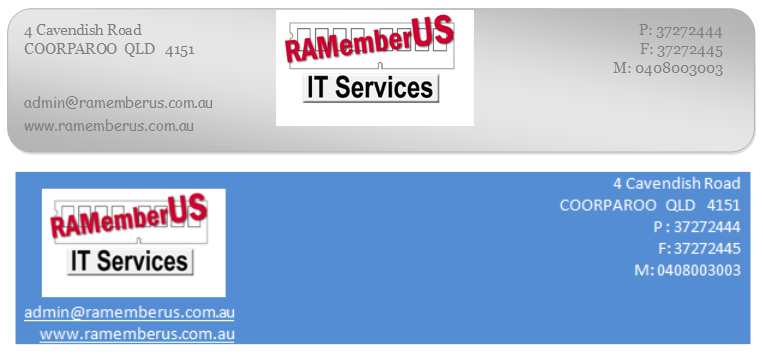 4 Cavendish Road
COORPAROO QLD 4151
admin@ramemberus.com.au
www.ramemberus.com.au
RAMemberUS
IT Services
P: 37272444
F: 37272445
M: 0408003003
RAMemberUS
IT Services
admin@ramemberus.com.au
www.ramemberus.com.au
4 Cavendish Road
COORPAROO QLD 4151
P : 37272444
F: 37272445
M: 0408003003